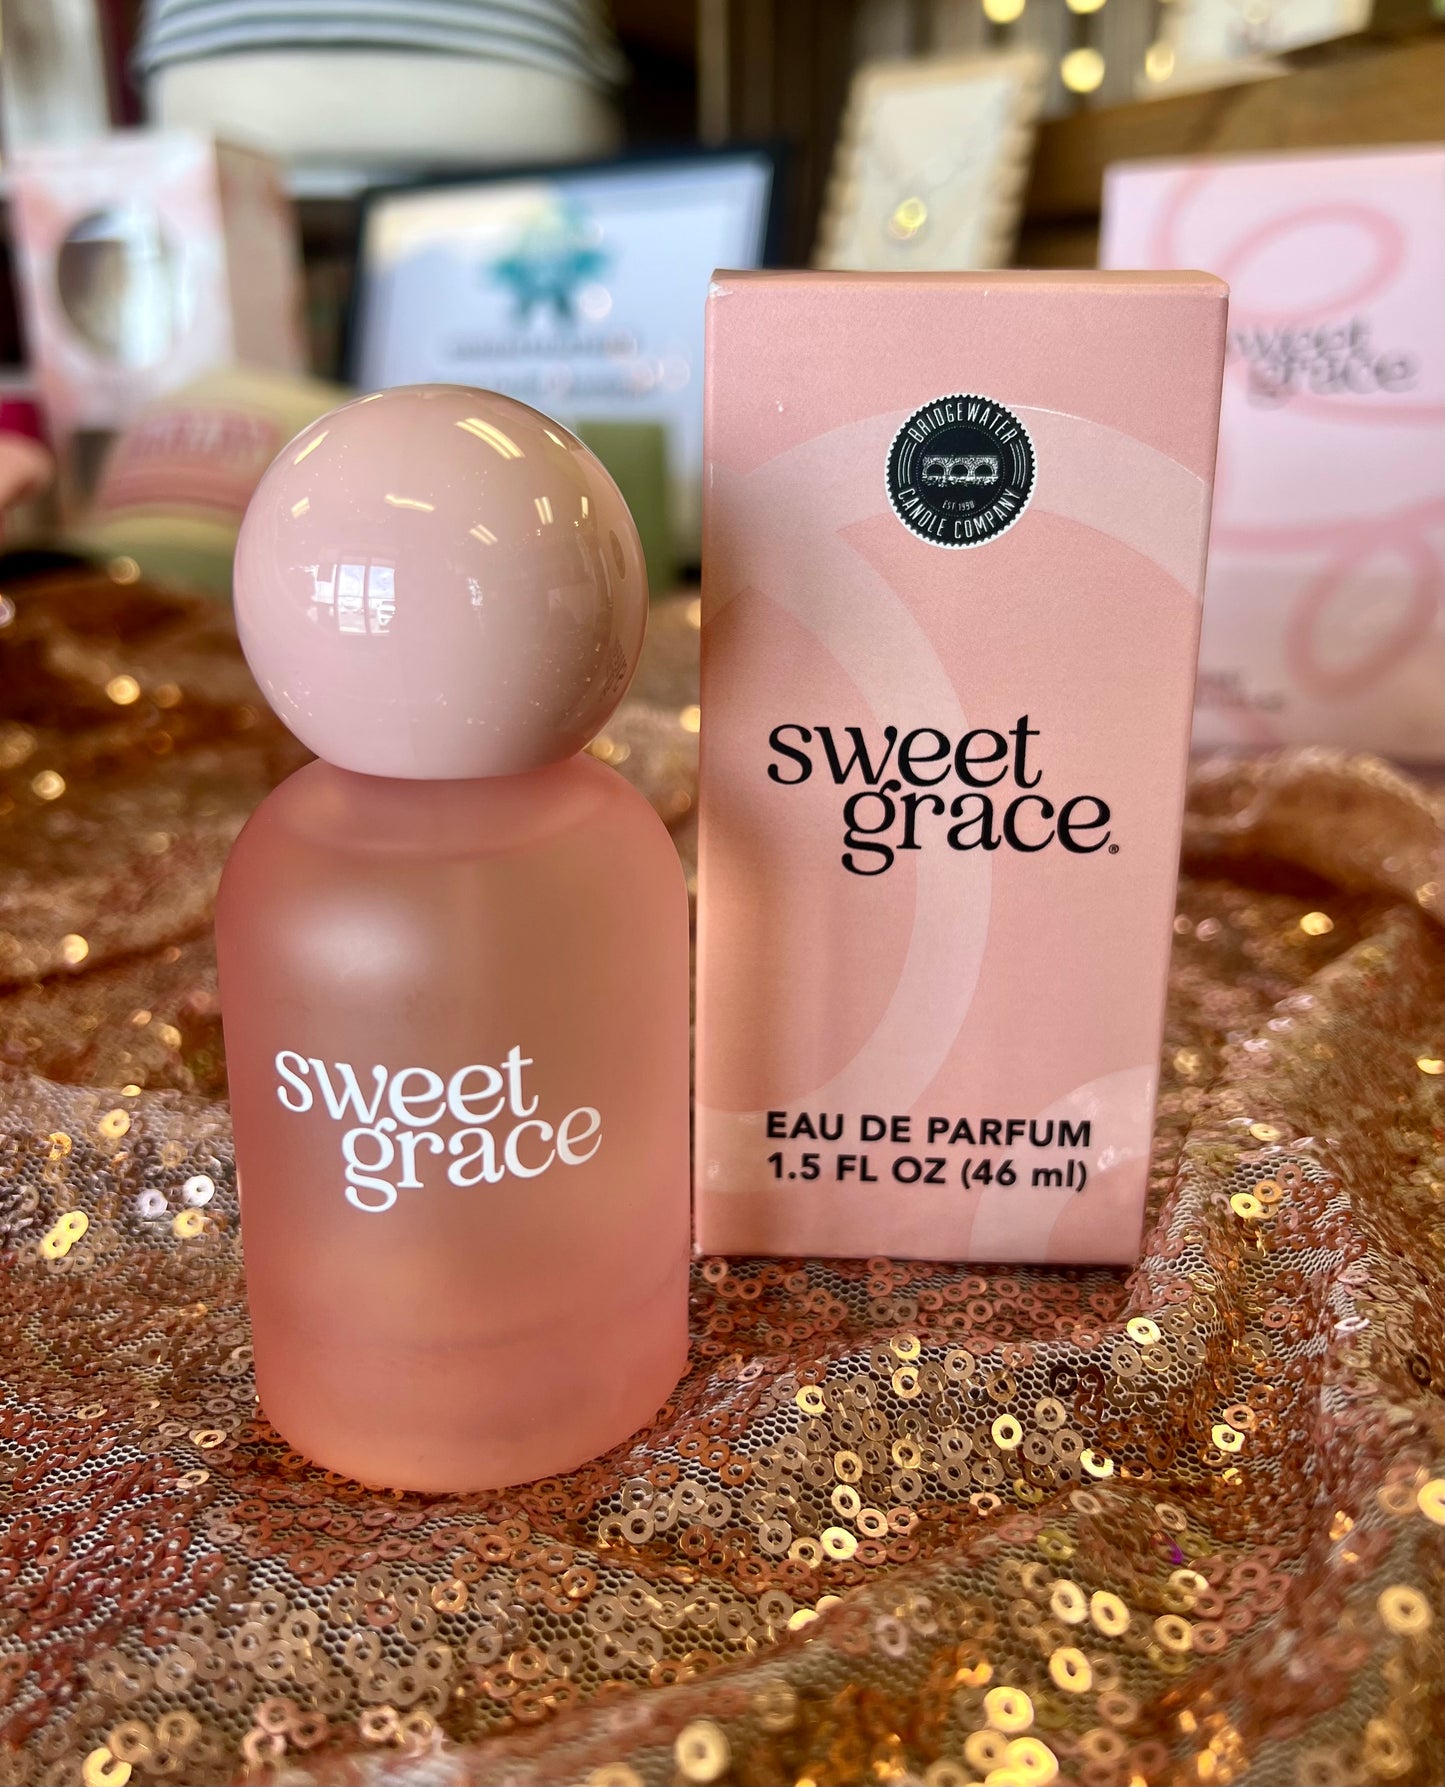 sweet
grace
BRIDGEWATER
EST 1998
CANDLE COMPANY
sweet
grace®
EAU DE PARFUM
1.5 FL OZ (46 ml)
sweet
grace